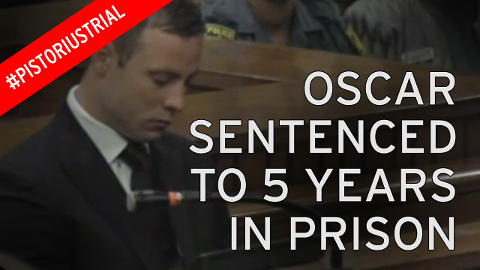 #PISTORIUSTRIAL
OSCAR
SENTENCED
TO 5 YEARS
IN PRISON